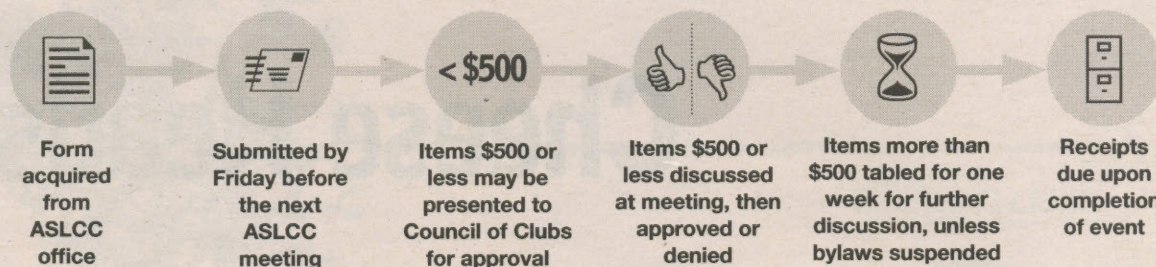 < $500
Form
acquired
from
ASLCC
office
Submitted by
Friday before
the next
ASLCC
meeting
Items $500 or
less may be
presented to
Council of Clubs
for approval
Items $500 or
less discussed
at meeting, then
approved or
denied
Items more than
$500 tabled for one
week for further
discussion, unless
bylaws suspended
Receipts
due upon
completion
of event